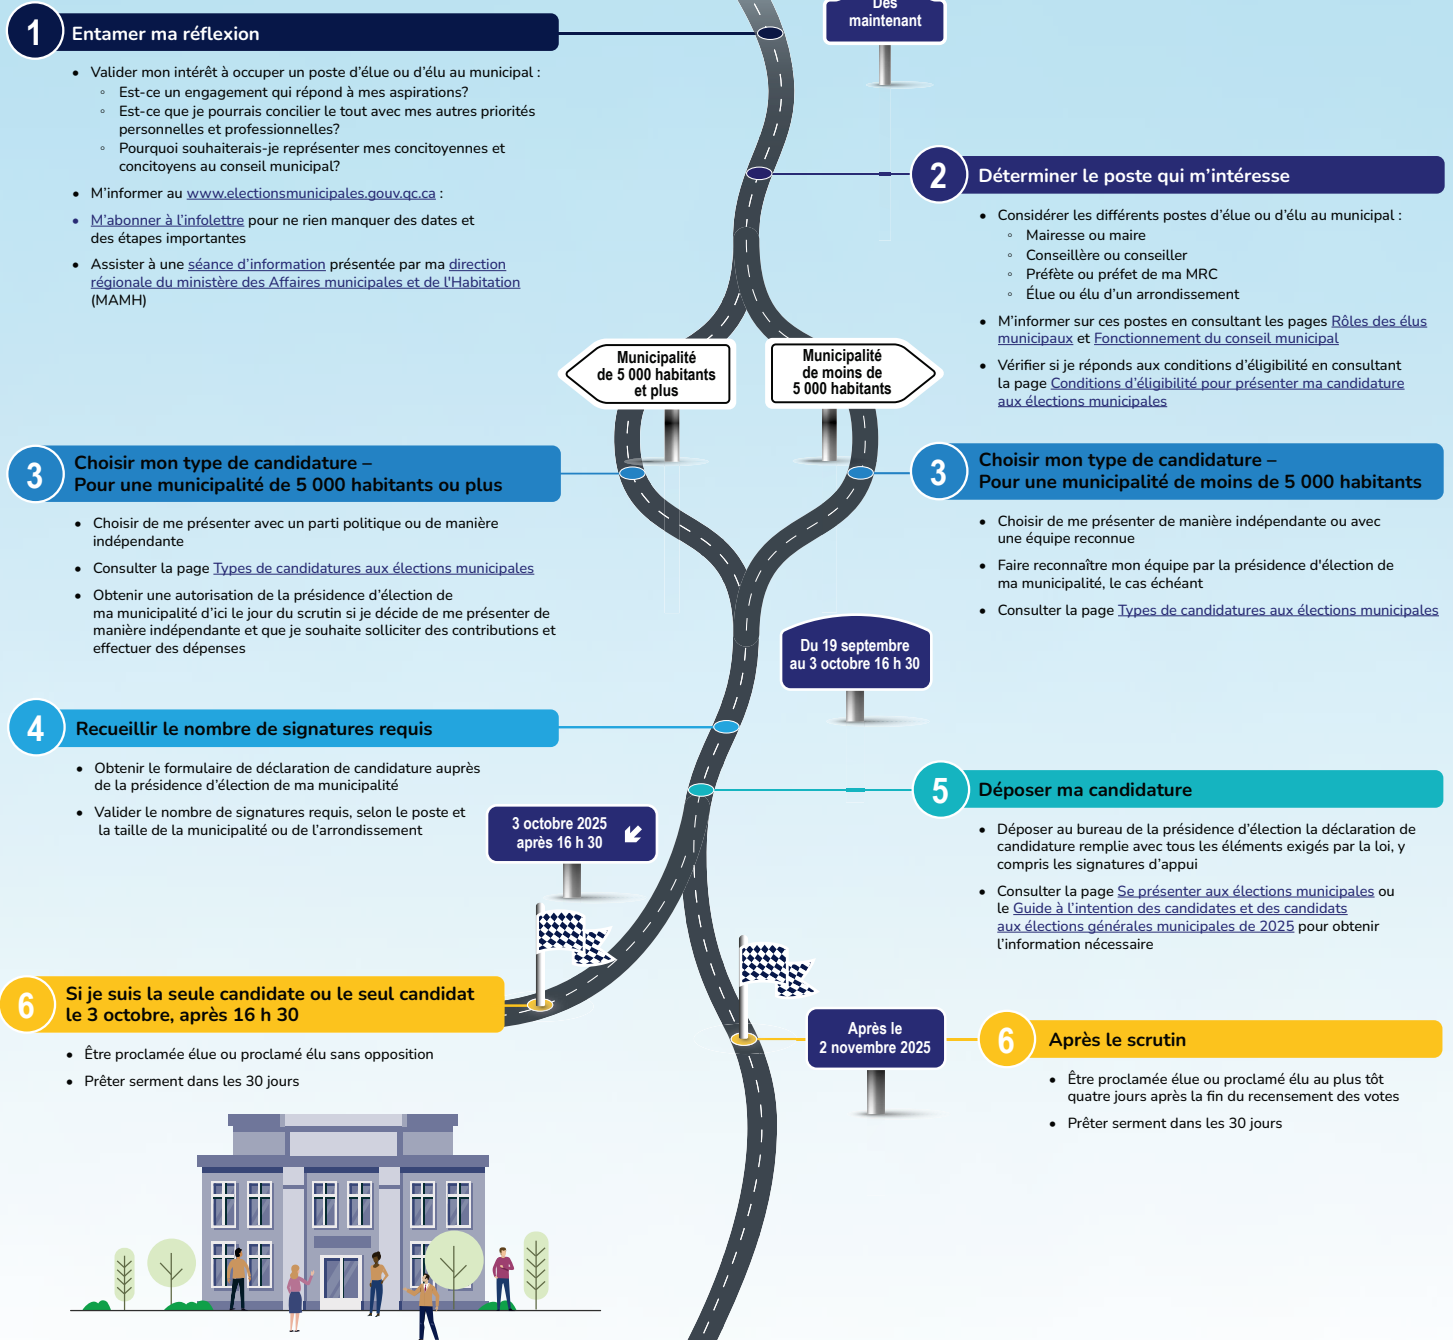 Dès
maintenant
1
Entamer ma réflexion
• Valider mon intérêt à occuper un poste d’élue ou d’élu au municipal :
◦ Est-ce un engagement qui répond à mes aspirations?
◦ Est-ce que je pourrais concilier le tout avec mes autres priorités
personnelles et professionnelles?
◦ Pourquoi souhaiterais-je représenter mes concitoyennes et
concitoyens au conseil municipal?
• M’informer au www.electionsmunicipales.gouv.qc.ca :
• M’abonner à l’infolettre pour ne rien manquer des dates et
des étapes importantes
• Assister à une séance d’information présentée par ma direction
régionale du ministère des Affaires municipales et de l'Habitation
(MAMH)
2
Déterminer le poste qui m’intéresse
• Considérer les différents postes d’élue ou d’élu au municipal :
◦ Mairesse ou maire
◦ Conseillère ou conseiller
◦ Préfète ou préfet de ma MRC
◦ Élue ou élu d’un arrondissement
• M’informer sur ces postes en consultant les pages Rôles des élus
municipaux et Fonctionnement du conseil municipal
• Vérifier si je réponds aux conditions d’éligibilité en consultant
la page Conditions d’éligibilité pour présenter ma candidature
aux élections municipales
Municipalité
de 5 000 habitants
et plus
Municipalité
de moins de
5 000 habitants
3
Choisir mon type de candidature –
Pour une municipalité de 5 000 habitants ou plus
• Choisir de me présenter avec un parti politique ou de manière
indépendante
• Consulter la page Types de candidatures aux élections municipales
• Obtenir une autorisation de la présidence d’élection de
ma municipalité d’ici le jour du scrutin si je décide de me présenter de
manière indépendante et que je souhaite solliciter des contributions et
effectuer des dépenses
3
Choisir mon type de candidature –
Pour une municipalité de moins de 5 000 habitants
• Choisir de me présenter de manière indépendante ou avec
une équipe reconnue
• Faire reconnaître mon équipe par la présidence d'élection de
ma municipalité, le cas échéant
• Consulter la page Types de candidatures aux élections municipales
Du 19 septembre
au 3 octobre 16 h 30
4
Recueillir le nombre de signatures requis
• Obtenir le formulaire de déclaration de candidature auprès
de la présidence d’élection de ma municipalité
• Valider le nombre de signatures requis, selon le poste et
la taille de la municipalité ou de l’arrondissement
5
Déposer ma candidature
• Déposer au bureau de la présidence d’élection la déclaration de
candidature remplie avec tous les éléments exigés par la loi, y
compris les signatures d’appui
• Consulter la page Se présenter aux élections municipales ou
le Guide à l’intention des candidates et des candidats
aux élections générales municipales de 2025 pour obtenir
l’information nécessaire
3 octobre 2025
après 16 h 30
6
Si je suis la seule candidate ou le seul candidat
le 3 octobre, après 16 h 30
• Être proclamée élue ou proclamé élu sans opposition
• Prêter serment dans les 30 jours
Après le
2 novembre 2025
6
Après le scrutin
• Être proclamée élue ou proclamé élu au plus tôt
quatre jours après la fin du recensement des votes
• Prêter serment dans les 30 jours